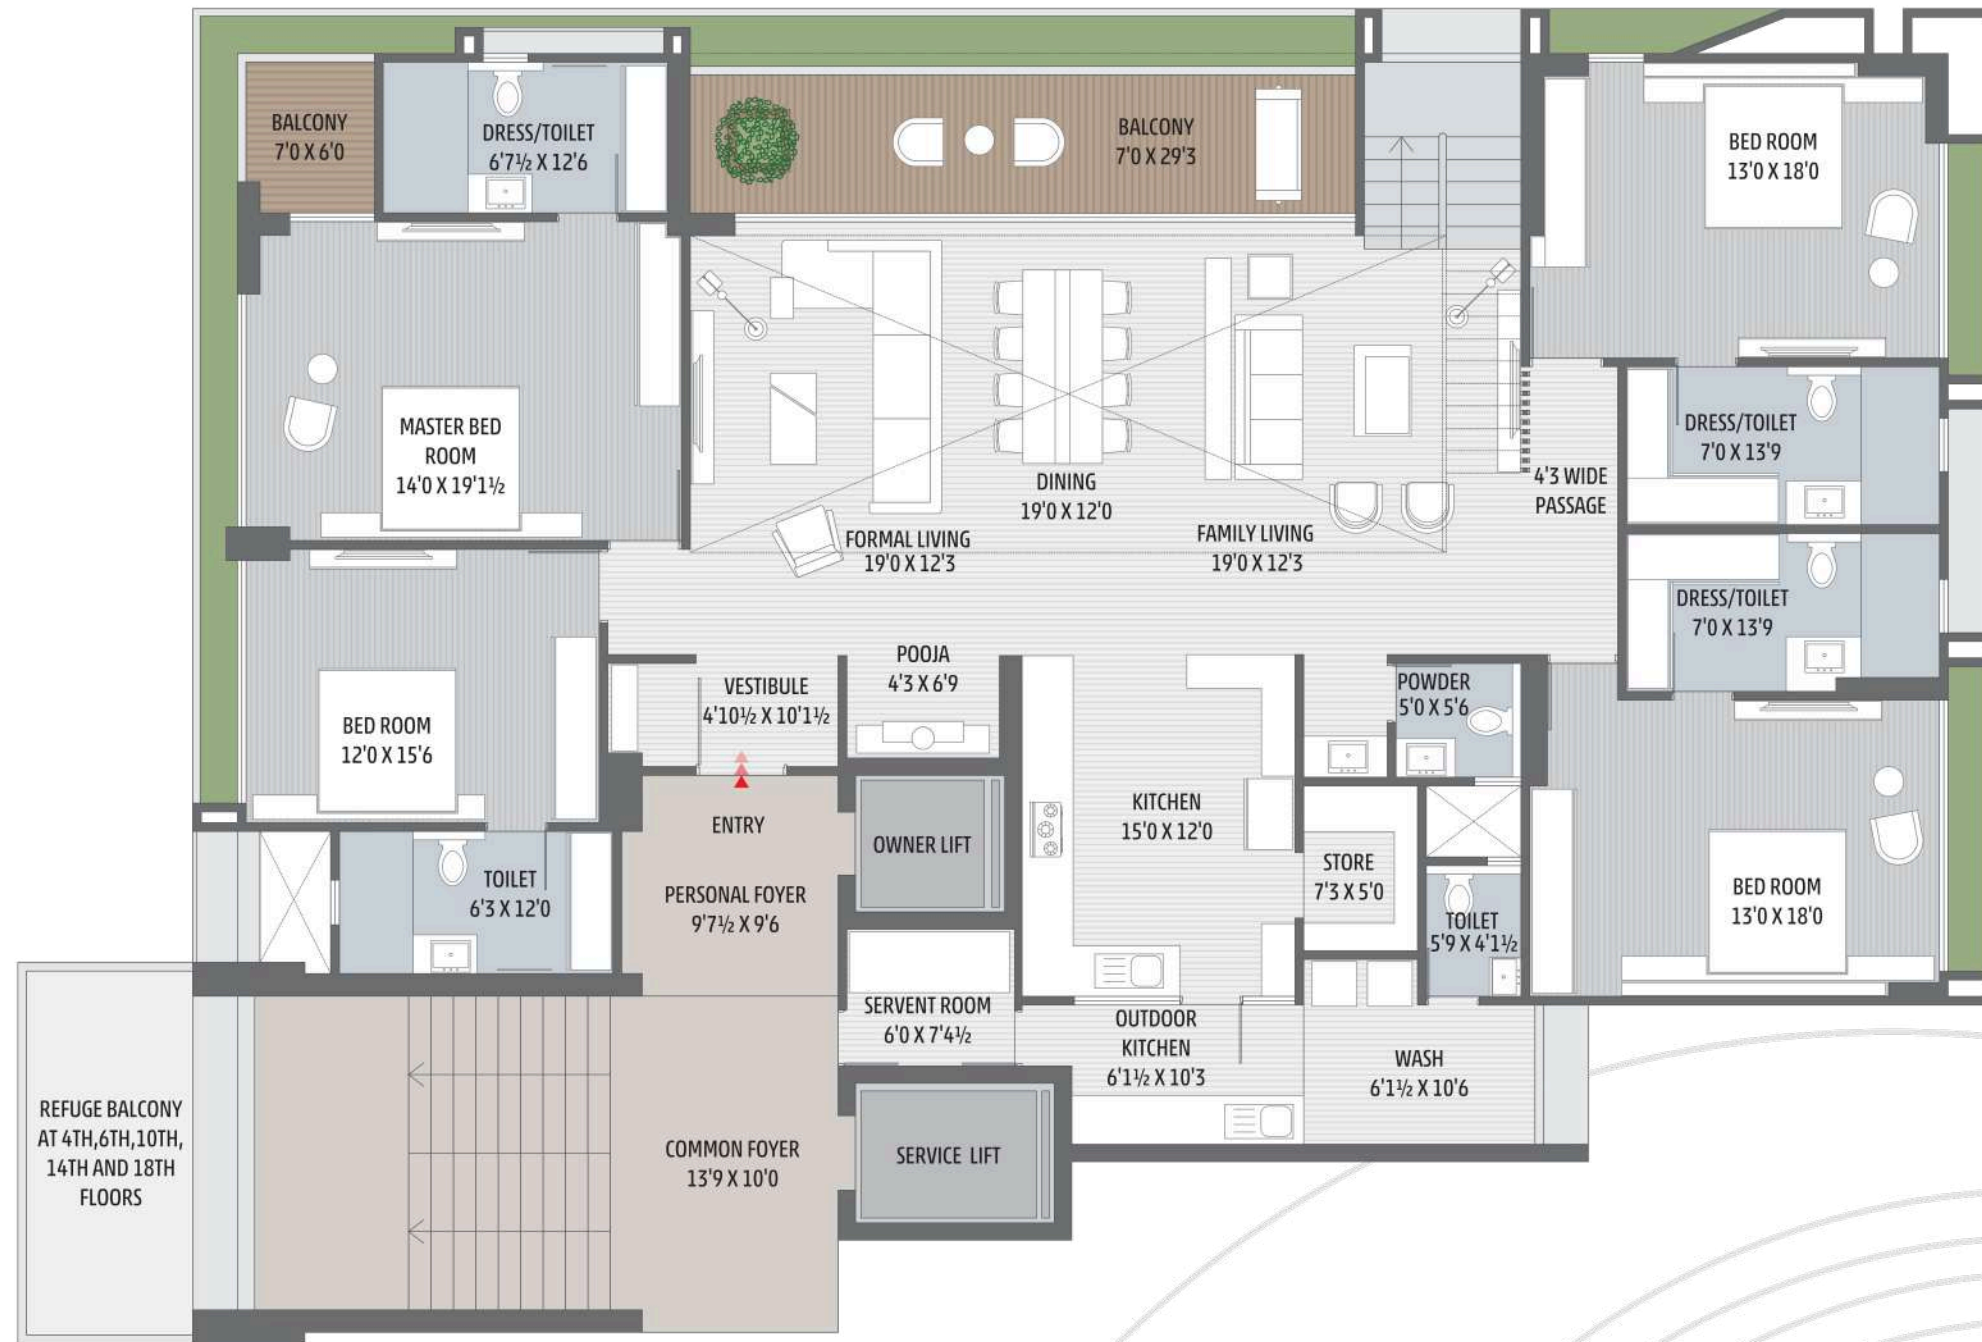 BALCONY
7'0 X 6'0
DRESS/TOILET
6'7½ X 12'6
BALCONY
7'0 X 29'3
BED ROOM
13'0 X 18'0
MASTER BED
ROOM
14'0 X 19'1½
DINING
19'0 X 12'0
FORMAL LIVING
19'0 X 12'3
FAMILY LIVING
19'0 X 12'3
4'3 WIDE
PASSAGE
DRESS/TOILET
7'0 X 13'9
DRESS/TOILET
7'0 X 13'9
BED ROOM
12'0 X 15'6
VESTIBULE
4'10½ X 10'1½
POOJA
4'3 X 6'9
POWDER
5'0 X 5'6
ENTRY
PERSONAL FOYER
9'7½ X 9'6
OWNER LIFT
KITCHEN
15'0 X 12'0
STORE
7'3 X 5'0
TOILET
5'9 X 4'1½
BED ROOM
13'0 X 18'0
TOILET
6'3 X 12'0
SERVENT ROOM
6'0 X 7'4½
OUTDOOR
KITCHEN
6'1½ X 10'3
WASH
6'1½ X 10'6
REFUGE BALCONY
AT 4TH,6TH,10TH,
14TH AND 18TH
FLOORS
COMMON FOYER
13'9 X 10'0
SERVICE LIFT